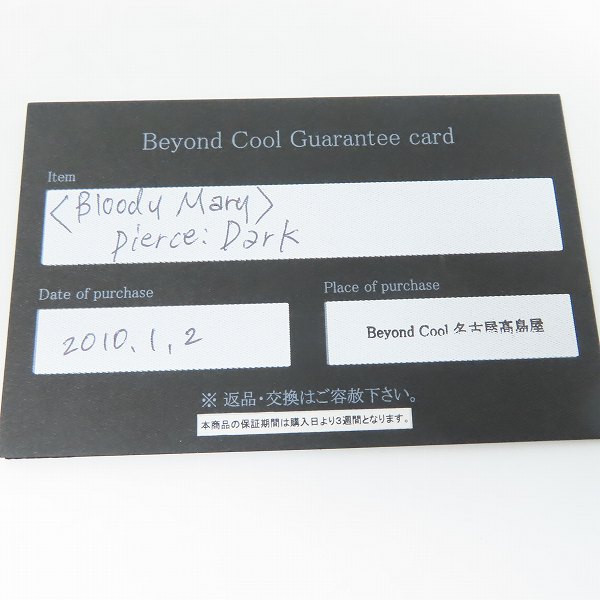 Beyond Cool Guarantee card
Item
<Bloody Mary>
pierce: Dark
Date of purchase
Place of purchase
2010.1.2
Beyond Cool 名古屋高島屋
※ 返品・交換はご容赦下さい。
本商品の保証期間は購入日より3週間となります。